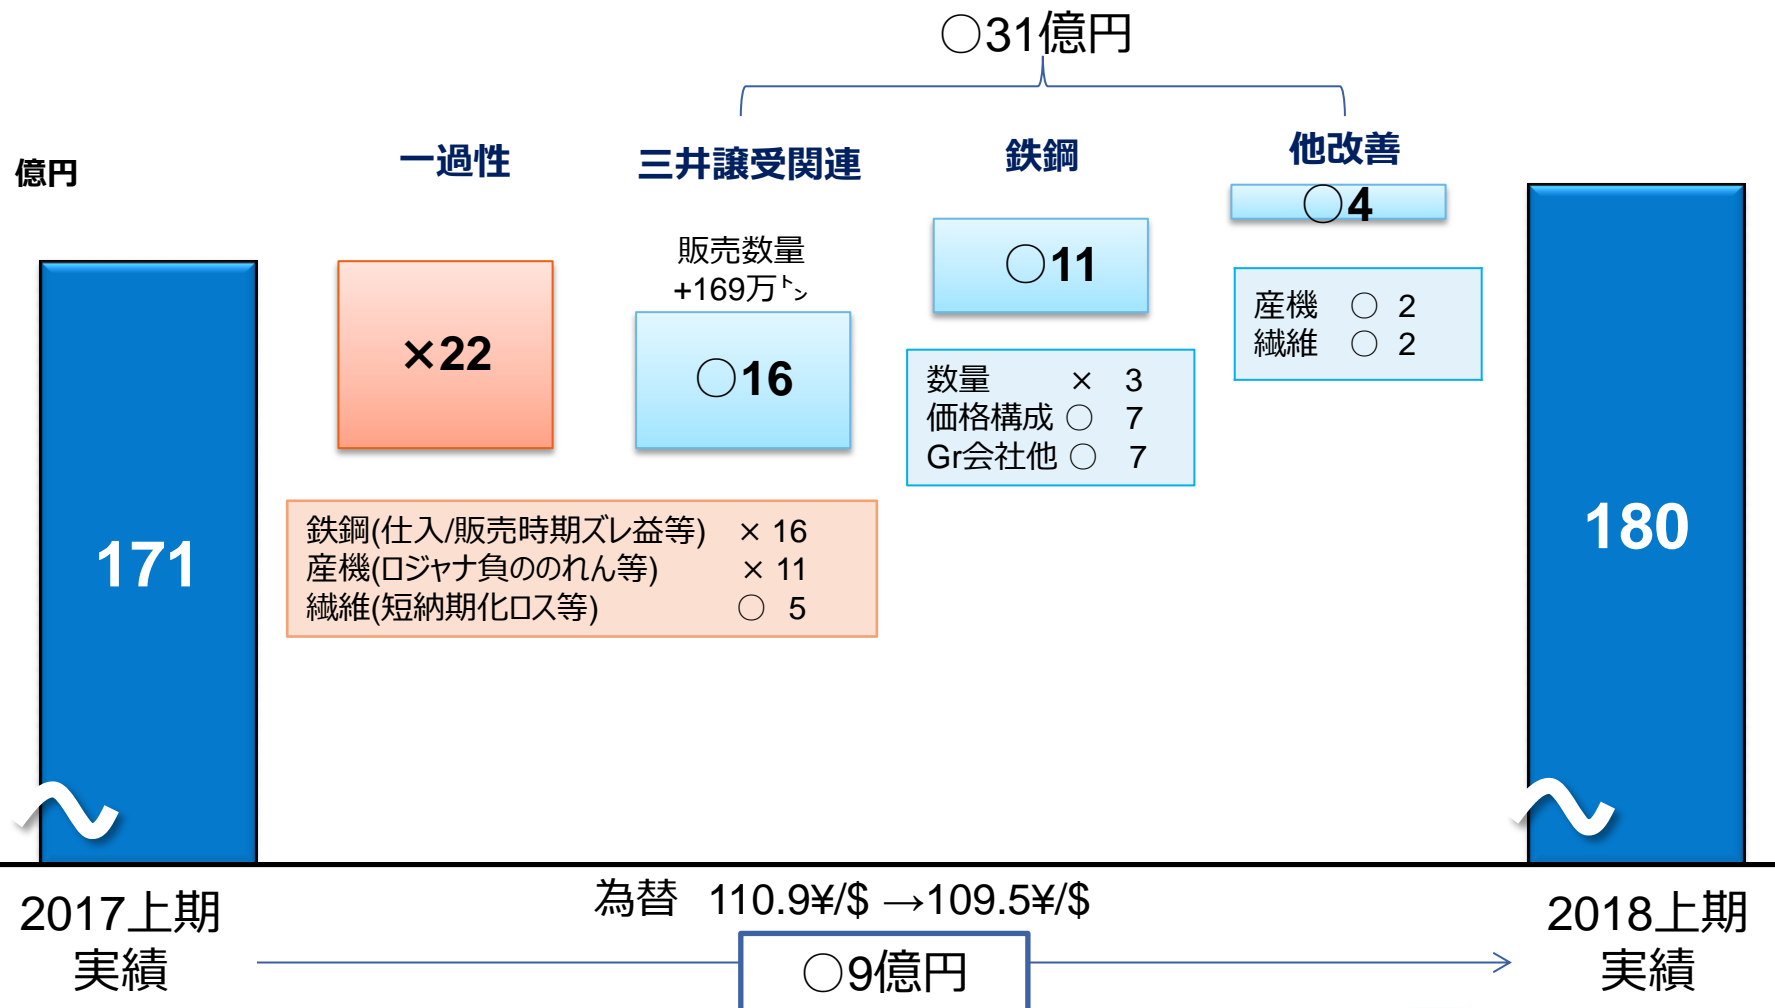 ○31億円
億円
一過性
三井譲受関連
鉄鋼
他改善
○4
販売数量
+169万㌧
○11
×22
○16
産機 ○ 2
繊維 ○ 2
数量 × 3
価格構成 ○ 7
Gr会社他 ○ 7
鉄鋼(仕入/販売時期ズレ益等) × 16
産機(ロジャナ負ののれん等) × 11
繊維(短納期化ロス等) ○ 5
171
180
2017上期
実績
為替 110.9¥/$ →109.5¥/$
○9億円
2018上期
実績